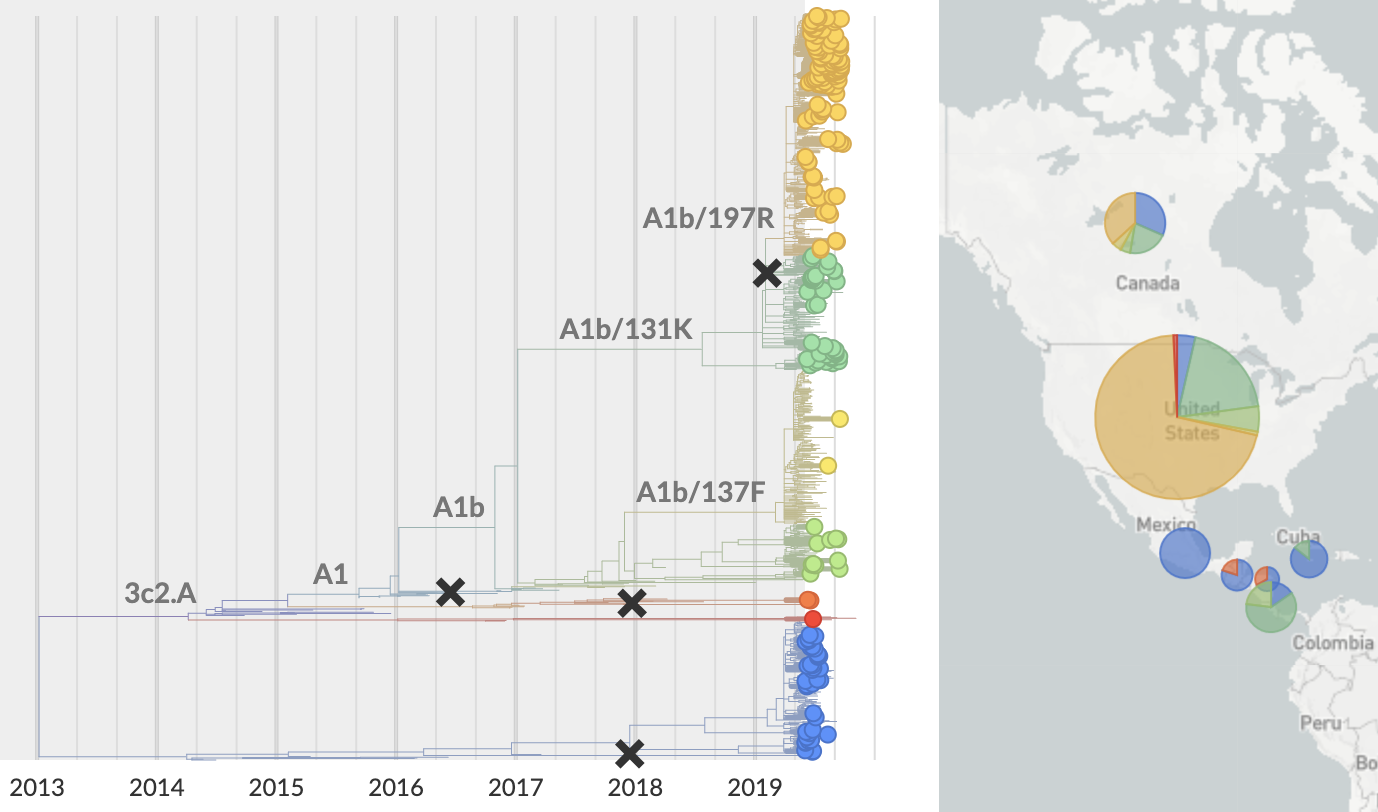 A1b/197R
A1b/131K
A1b/137F
A1b
A1
3c2.A
2013 2014 2015 2016 2017 2018 2019
Canada
United
States
Mexico
Cuba
Colombia
Peru
Bo